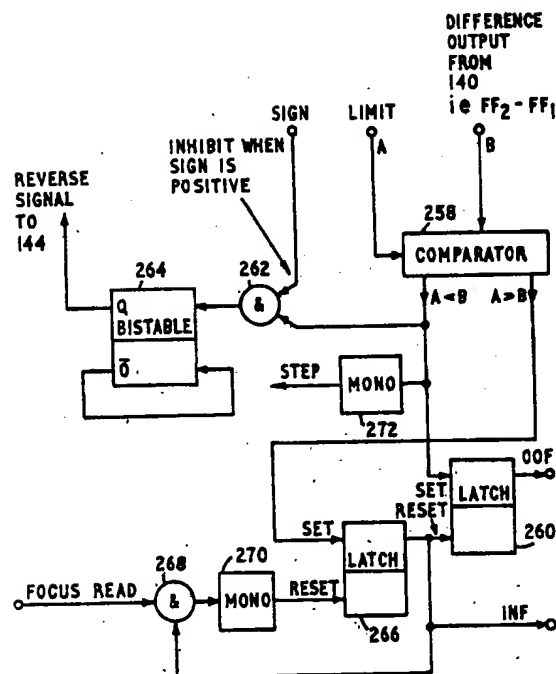 DIFFERENCE
OUTPUT
FROM
140
i e FF2-FF1
SIGN
LIMIT
A
B
INHIBIT WHEN
SIGN IS
POSITIVE
REVERSE
SIGNAL
TO
144
258
COMPARATOR
264
262
&
A<B
A>B
Q
BISTABLE
Q̅
STEP
MONO
272
OOF
SET
LATCH
RESET
260
SET
LATCH
266
268
270
FOCUS READ
&
MONO
RESET
INF